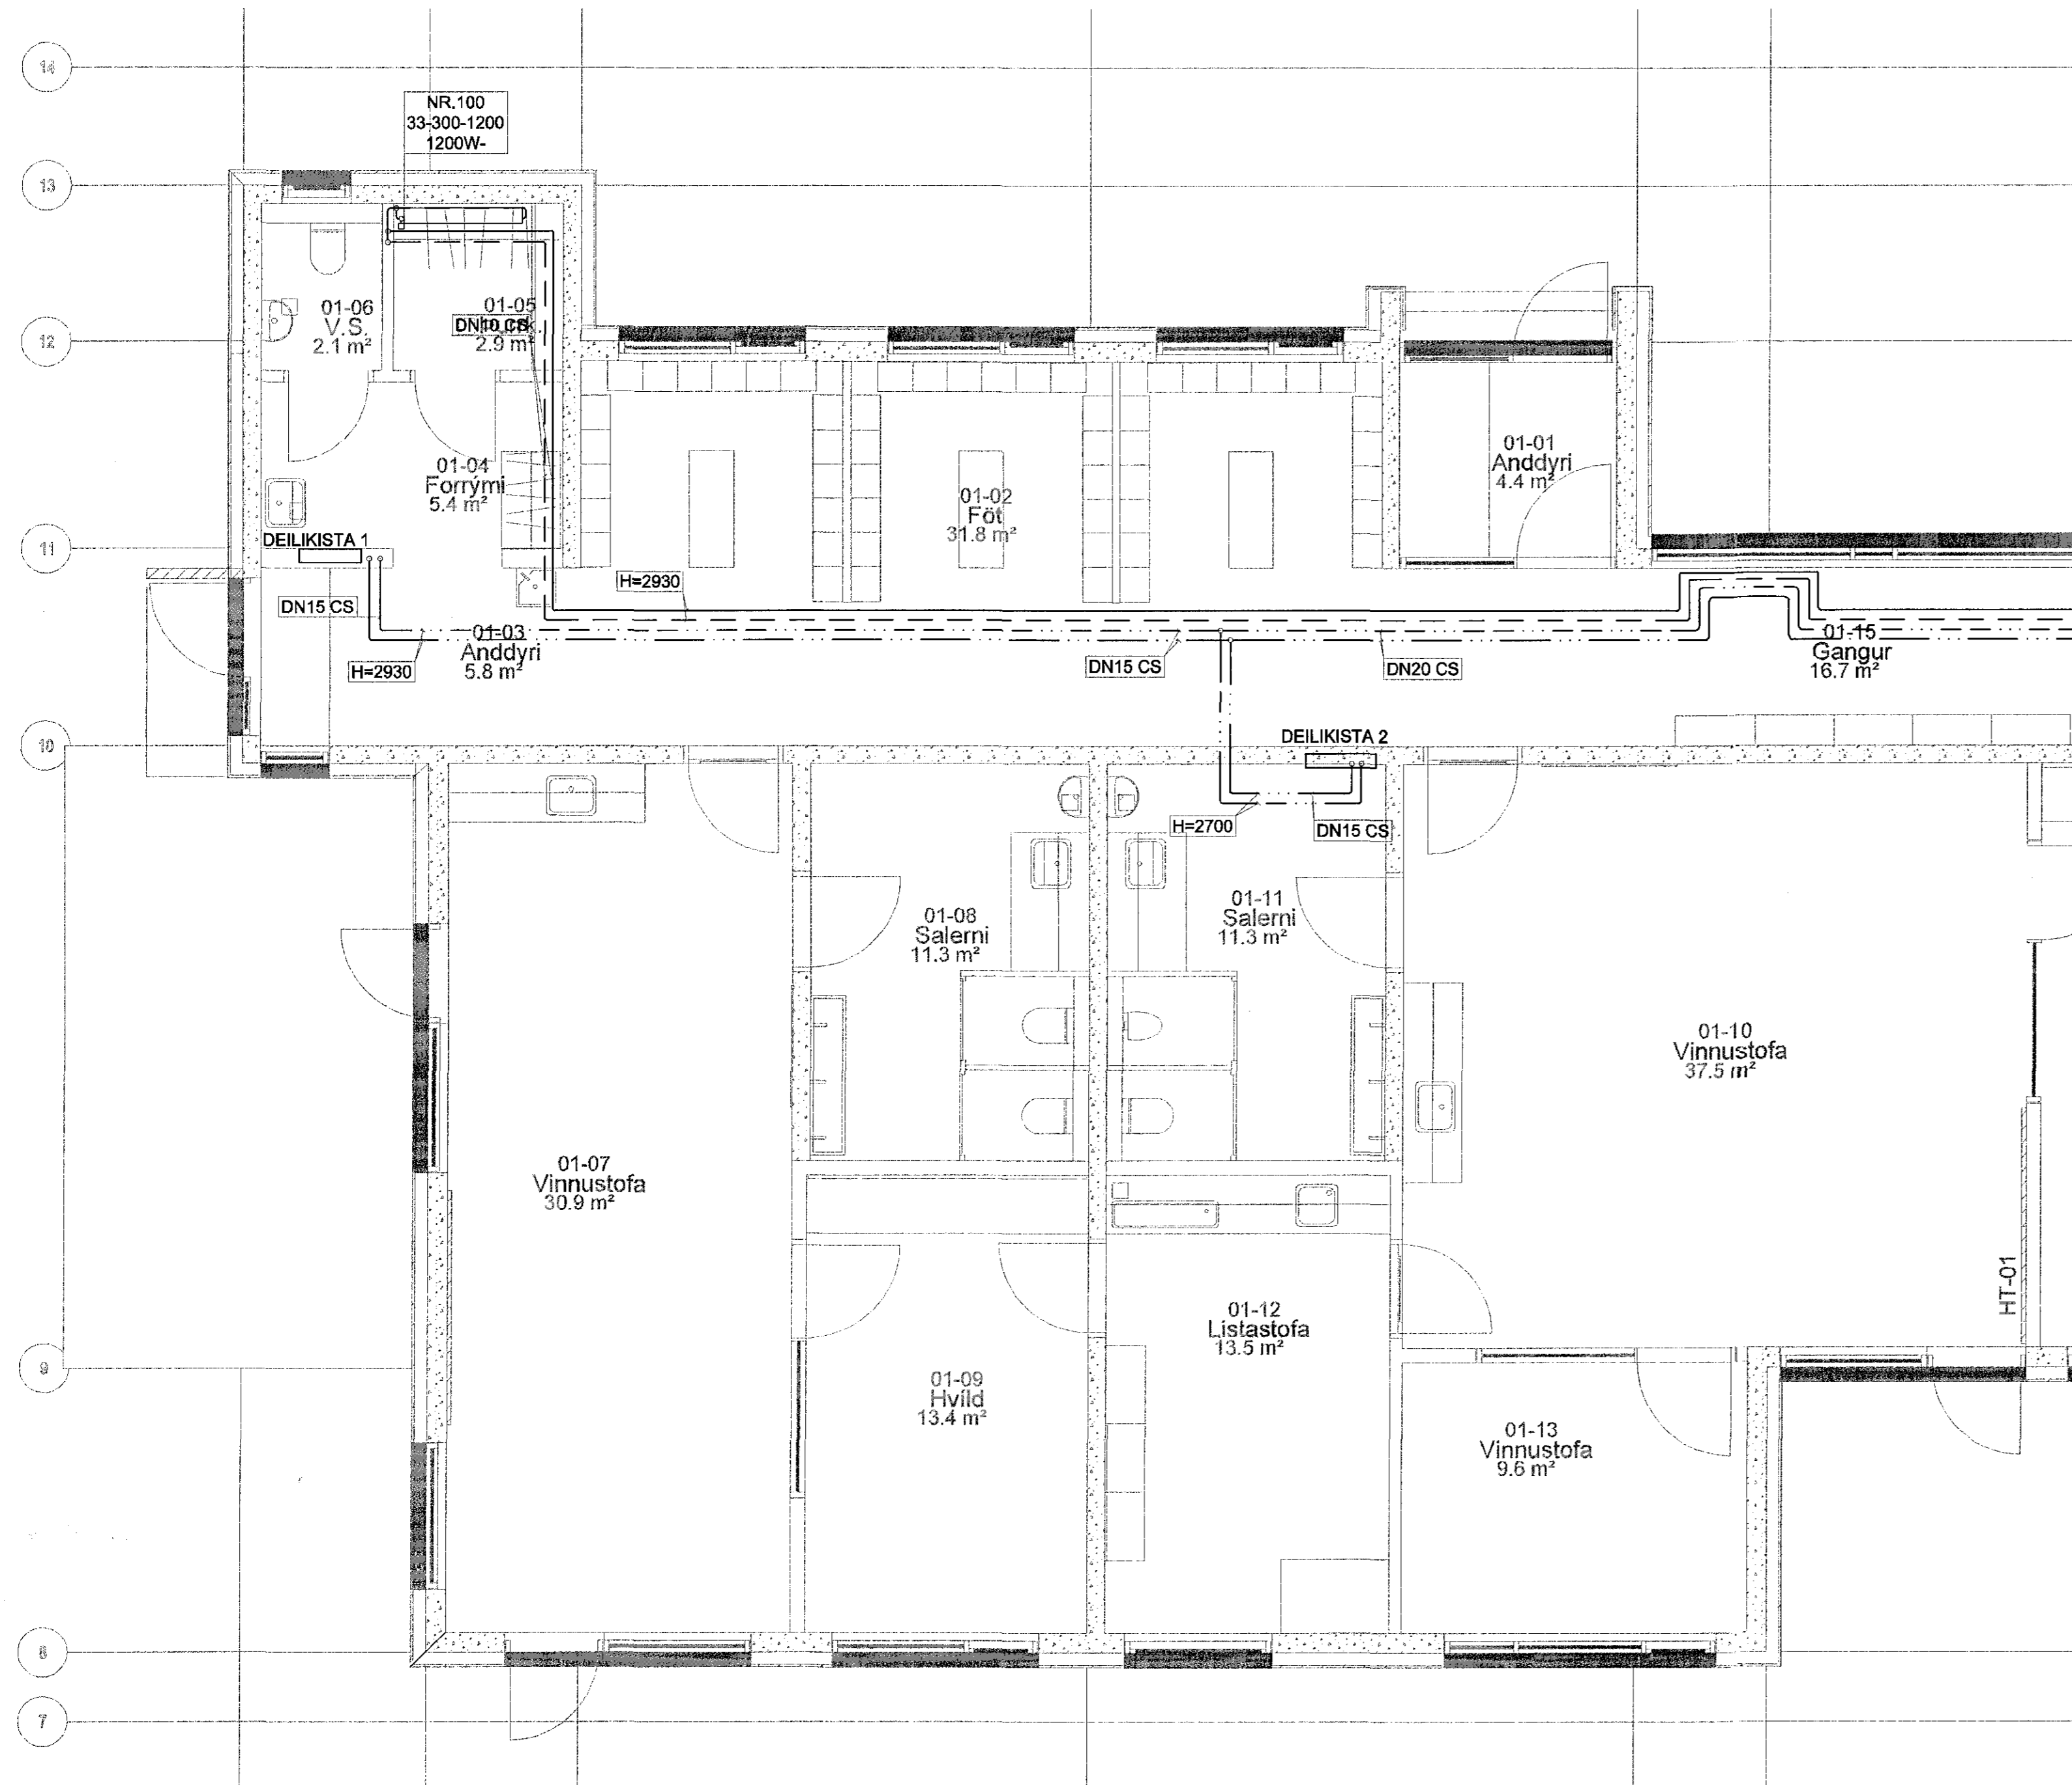 14
NR.100
33-300-1200
1200W-
13
01-06
V.S.
2.1 m²
01-05
DN10 CS
2.9 m²
12
01-04
Forrými
5.4 m²
01-02
Föt
31.8 m²
01-01
Anddyri
4.4 m²
11
DEILIKISTA 1
DN15 CS
H=2930
01-03
Anddyri
5.8 m²
H=2930
DN15 CS
DN20 CS
01-15
Gangur
16.7 m²
10
DEILIKISTA 2
H=2700
DN15 CS
01-08
Salerni
11.3 m²
01-11
Salerni
11.3 m²
01-10
Vinnustofa
37.5 m²
01-07
Vinnustofa
30.9 m²
HT-01
01-12
Listastofa
13.5 m²
9
01-09
Hvíld
13.4 m²
01-13
Vinnustofa
9.6 m²
8
7